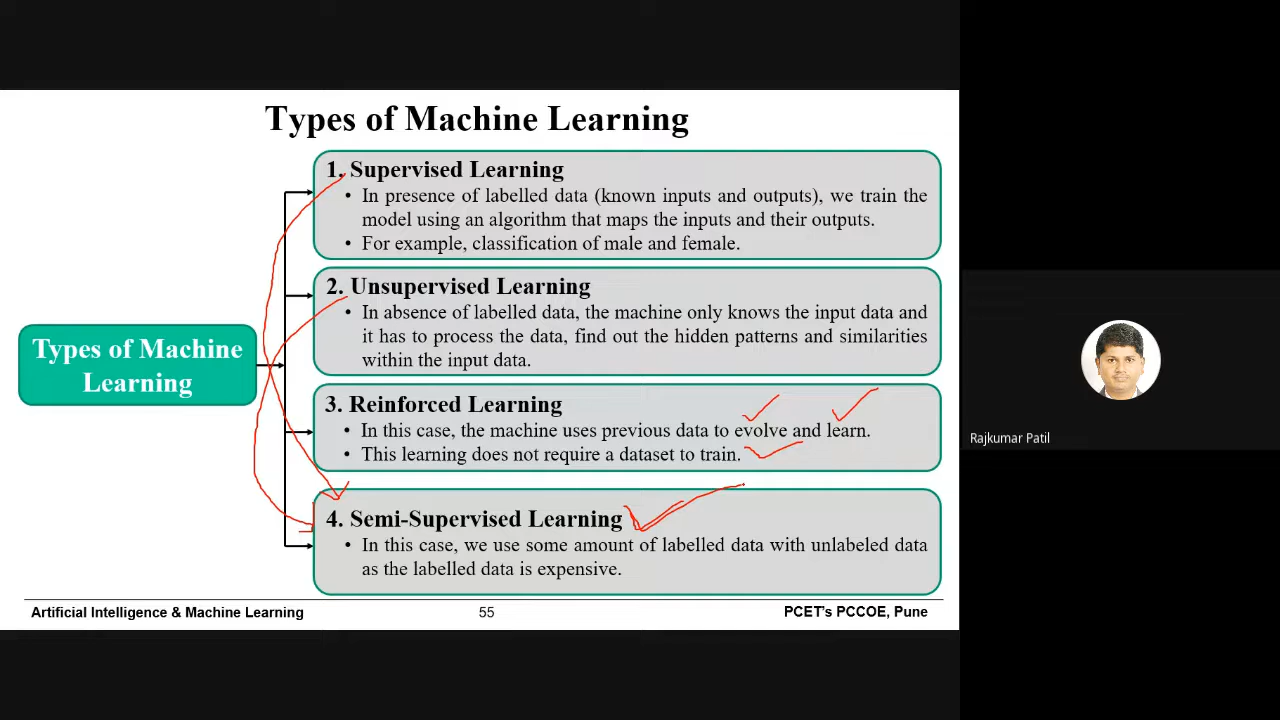 Types of Machine Learning
1. Supervised Learning
• In presence of labelled data (known inputs and outputs), we train the
model using an algorithm that maps the inputs and their outputs.
• For example, classification of male and female.
2. Unsupervised Learning
• In absence of labelled data, the machine only knows the input data and
it has to process the data, find out the hidden patterns and similarities
within the input data.
Types of Machine
Learning
3. Reinforced Learning
• In this case, the machine uses previous data to evolve and learn.
• This learning does not require a dataset to train.
4. Semi-Supervised Learning
• In this case, we use some amount of labelled data with unlabeled data
as the labelled data is expensive.
Artificial Intelligence & Machine Learning
55
PCET's PCCOE, Pune
Rajkumar Patil